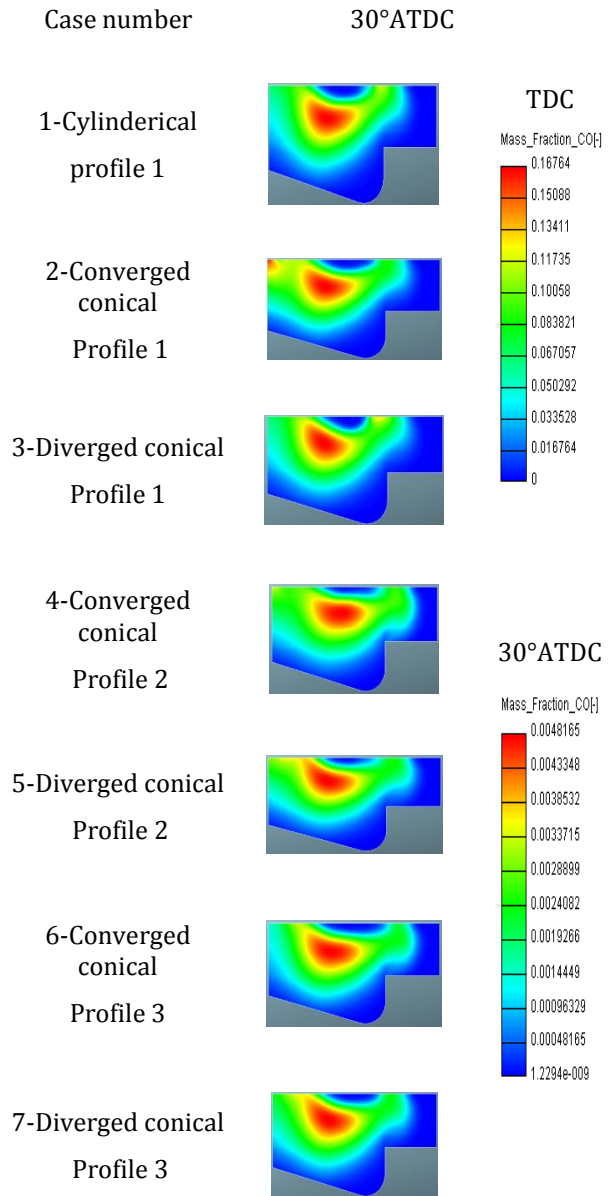 Case number
30°ATDC
1-Cylinderical
profile 1
2-Converged
conical
Profile 1
3-Diverged conical
Profile 1
4-Converged
conical
Profile 2
5-Diverged conical
Profile 2
6-Converged
conical
Profile 3
7-Diverged conical
Profile 3
TDC
Mass_Fraction_CO[-]
0.16764
0.15088
0.13411
0.11735
0.10058
0.083821
0.067057
0.050292
0.033528
0.016764
0
30°ATDC
Mass_Fraction_CO[-]
0.0048165
0.0043348
0.0038532
0.0033715
0.0028899
0.0024082
0.0019266
0.0014449
0.00096329
0.00048165
1.2294e-009